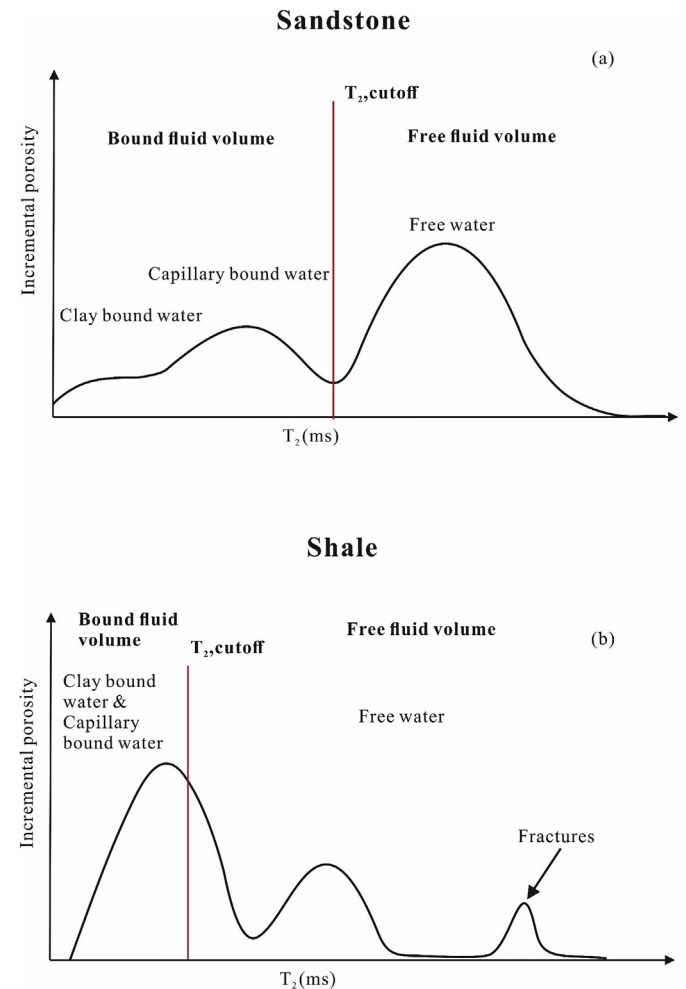 Sandstone
(a)
T₂,cutoff
Bound fluid volume
Free fluid volume
Incremental porosity
Free water
Capillary bound water
Clay bound water
T₂(ms)
Shale
Bound fluid
volume
T₂,cutoff
Free fluid volume
(b)
Clay bound
water &
Capillary
bound water
Free water
Incremental porosity
Fractures
T₂(ms)